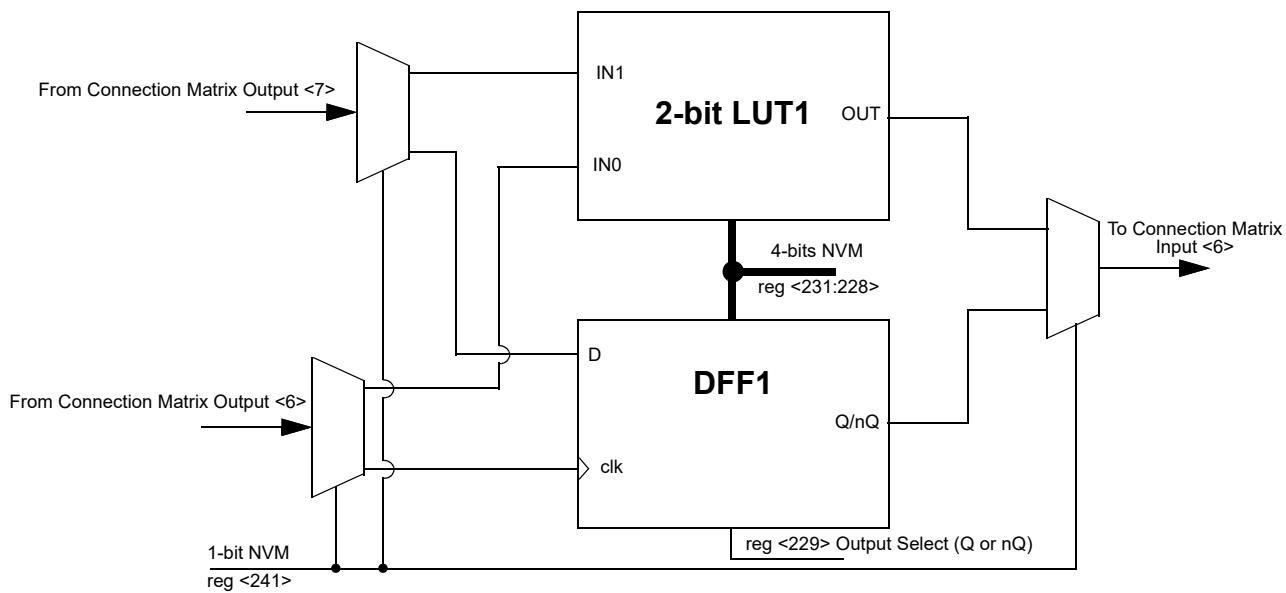 From Connection Matrix Output <7>
IN1
2-bit LUT1
OUT
IN0
To Connection Matrix
Input <6>
4-bits NVM
reg <231:228>
D
DFF1
From Connection Matrix Output <6>
Q/nQ
clk
reg <229> Output Select (Q or nQ)
1-bit NVM
reg <241>